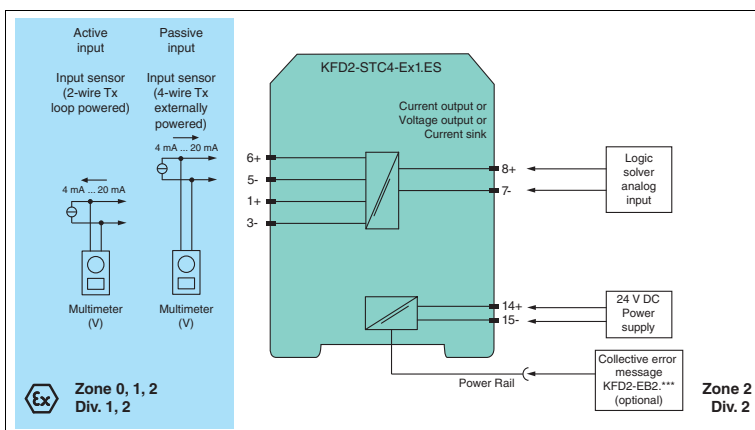 Active
input
Input sensor
(2-wire Tx
loop powered)
4 mA ... 20 mA
Multimeter
(V)
Passive
input
Input sensor
(4-wire Tx
externally
powered)
4 mA ... 20 mA
Multimeter
(V)
Ex
Zone 0, 1, 2
Div. 1, 2
KFD2-STC4-Ex1.ES
Current output or
Voltage output or
Current sink
6+
5-
1+
3-
8+
7-
Logic
solver
analog
input
14+
15-
24 V DC
Power
supply
Power Rail
Collective error
message
KFD2-EB2.***
(optional)
Zone 2
Div. 2